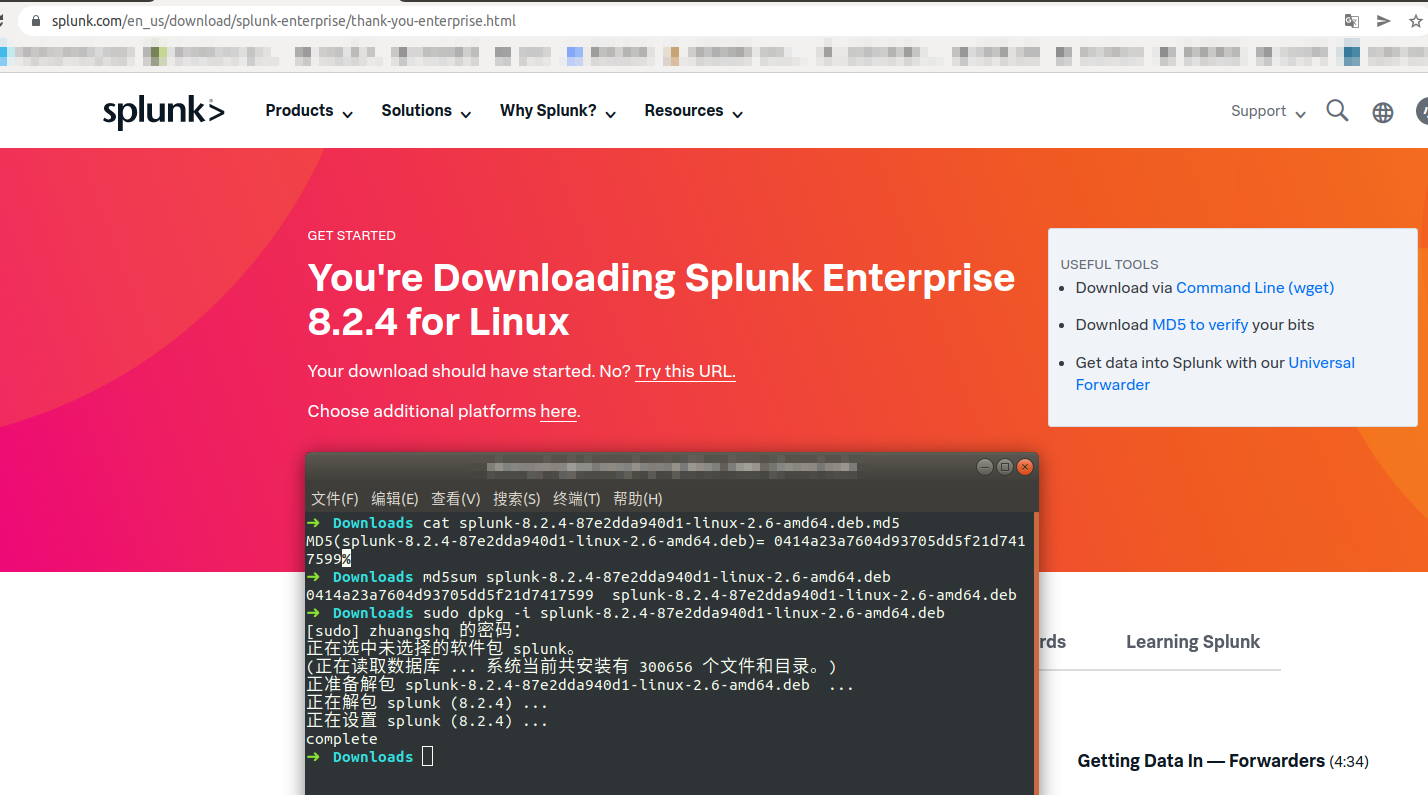 splunk.com/en_us/download/splunk-enterprise/thank-you-enterprise.html
splunk>
Products
Solutions
Why Splunk?
Resources
Support
GET STARTED
You're Downloading Splunk Enterprise
8.2.4 for Linux
Your download should have started. No? Try this URL.
Choose additional platforms here.
USEFUL TOOLS
Download via Command Line (wget)
Download MD5 to verify your bits
Get data into Splunk with our Universal
Forwarder
文件(F) 编辑(E) 查看(V) 搜索(S) 终端(T) 帮助(H)
➜ Downloads cat splunk-8.2.4-87e2dda940d1-linux-2.6-amd64.deb.md5
MD5(splunk-8.2.4-87e2dda940d1-linux-2.6-amd64.deb)= 0414a23a7604d93705dd5f21d741
7599%
➜ Downloads md5sum splunk-8.2.4-87e2dda940d1-linux-2.6-amd64.deb
0414a23a7604d93705dd5f21d7417599 splunk-8.2.4-87e2dda940d1-linux-2.6-amd64.deb
➜ Downloads sudo dpkg -i splunk-8.2.4-87e2dda940d1-linux-2.6-amd64.deb
[sudo] zhuangshq 的密码：
正在选中未选择的软件包 splunk。
(正在读取数据库 ... 系统当前共安装有 300656 个文件和目录。)
正准备解包 splunk-8.2.4-87e2dda940d1-linux-2.6-amd64.deb ...
正在解包 splunk (8.2.4) ...
正在设置 splunk (8.2.4) ...
complete
➜ Downloads
rds
Learning Splunk
Getting Data In — Forwarders (4:34)